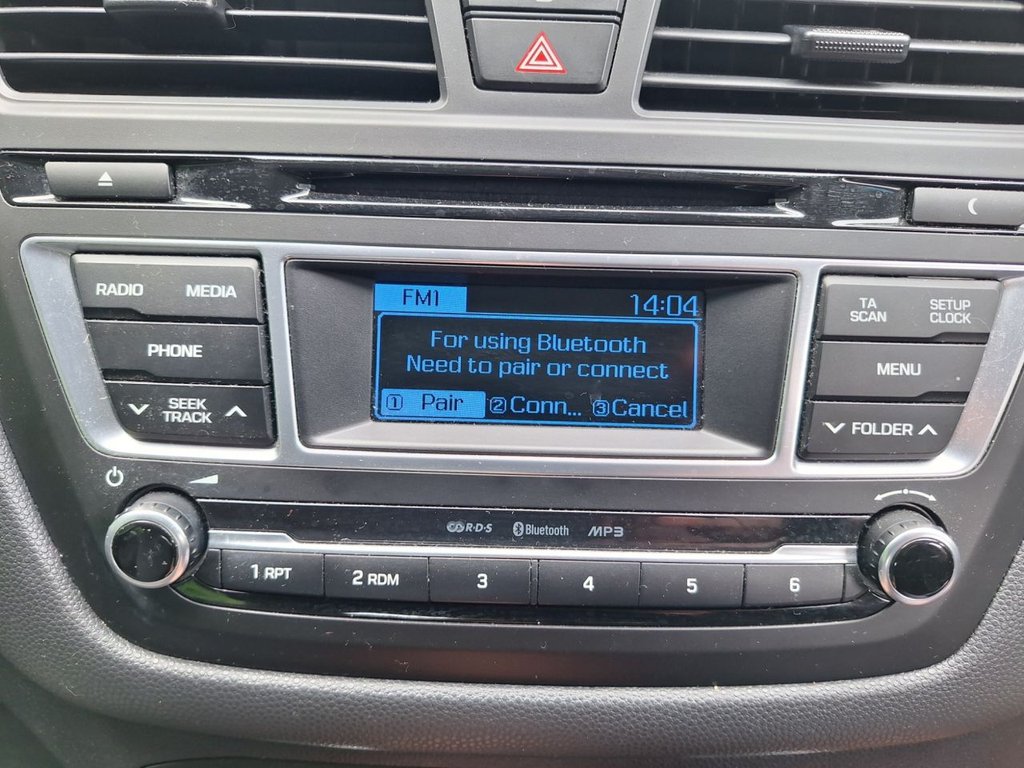 RADIO MEDIA
PHONE
SEEK
TRACK
FM1 14:04
For using Bluetooth
Need to pair or connect
① Pair ②Conn... ③Cancel
TA
SCAN
SETUP
CLOCK
MENU
FOLDER
CD R·D·S Bluetooth MP3
1 RPT 2 RDM 3 4 5 6